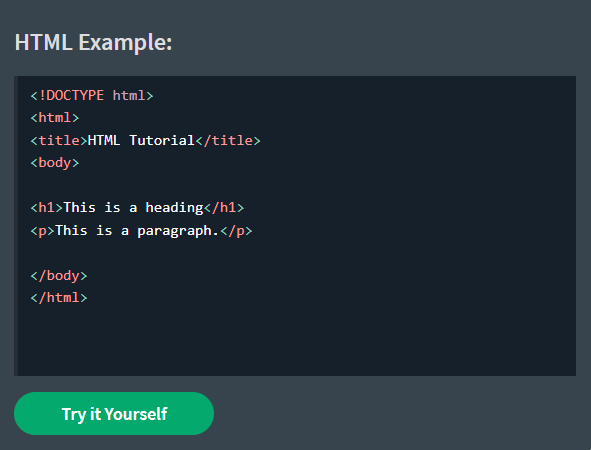 HTML Example:
<!DOCTYPE html>
<html>
<title>HTML Tutorial</title>
<body>
<h1>This is a heading</h1>
<p>This is a paragraph.</p>
</body>
</html>
Try it Yourself